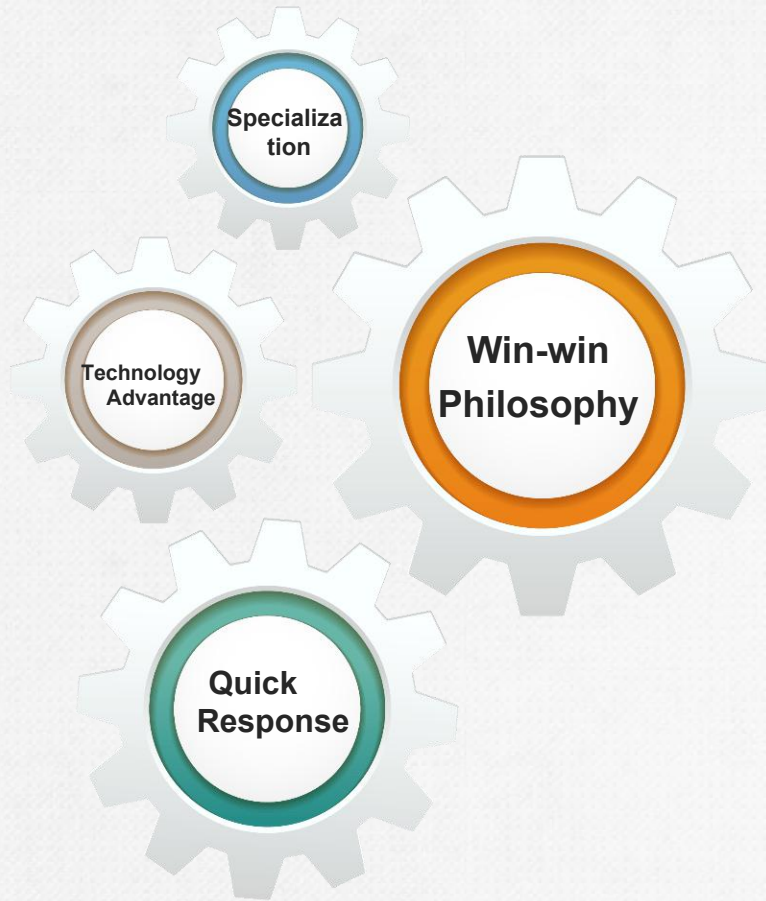 Specializa
tion
Win-win
Philosophy
Technology
Advantage
Quick
Response